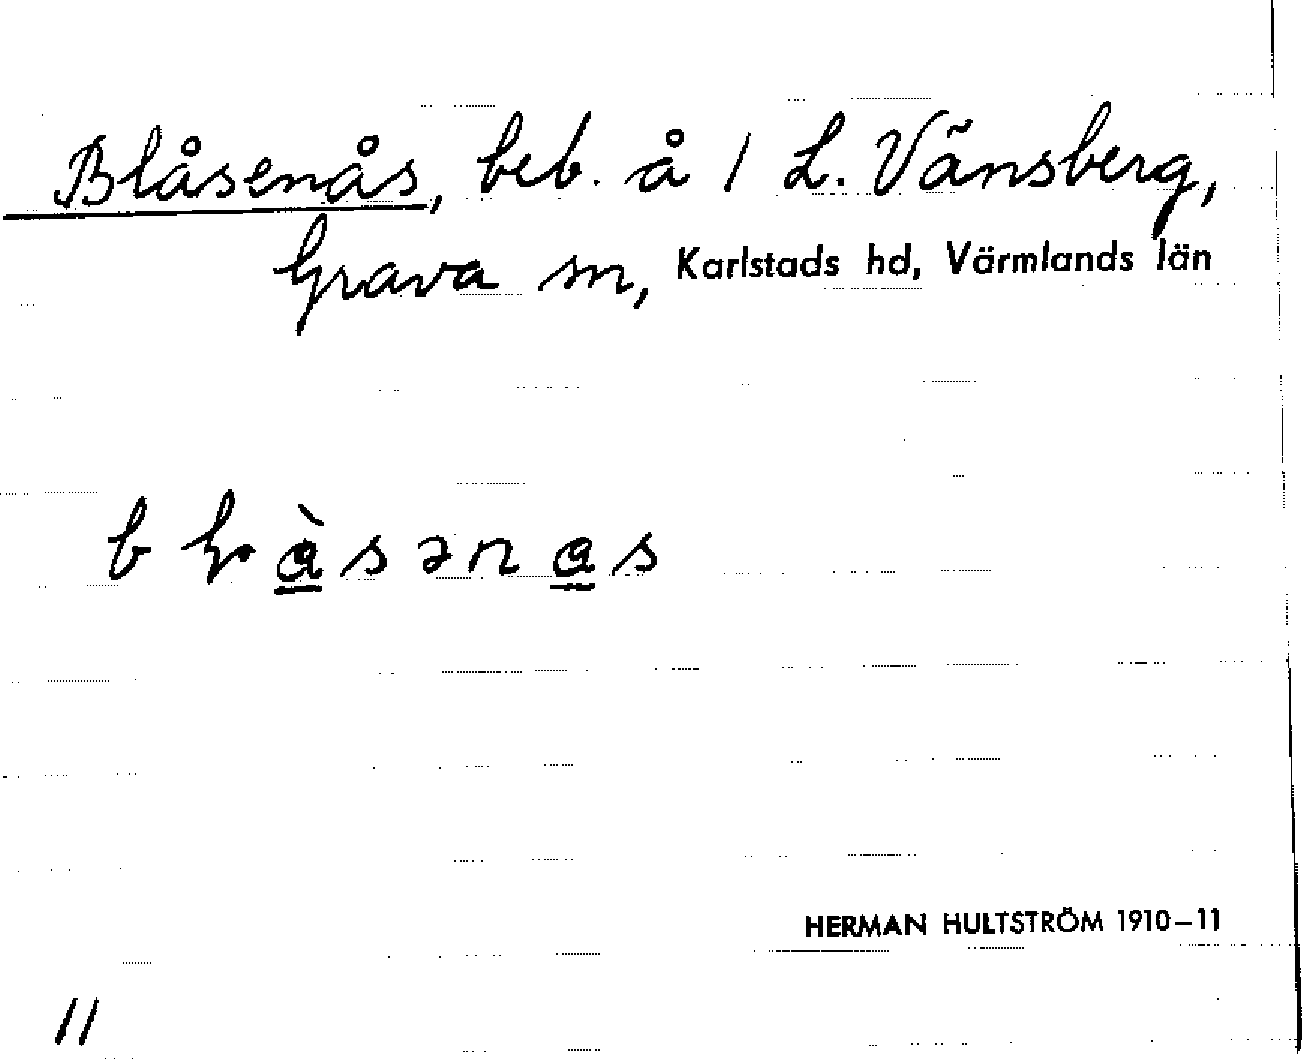 Blåsenås, beb. å 1 L. Vänsberg,
Grava sn, Karlstads hd, Värmlands län
HERMAN HULTSTRÖM 1910–11
11